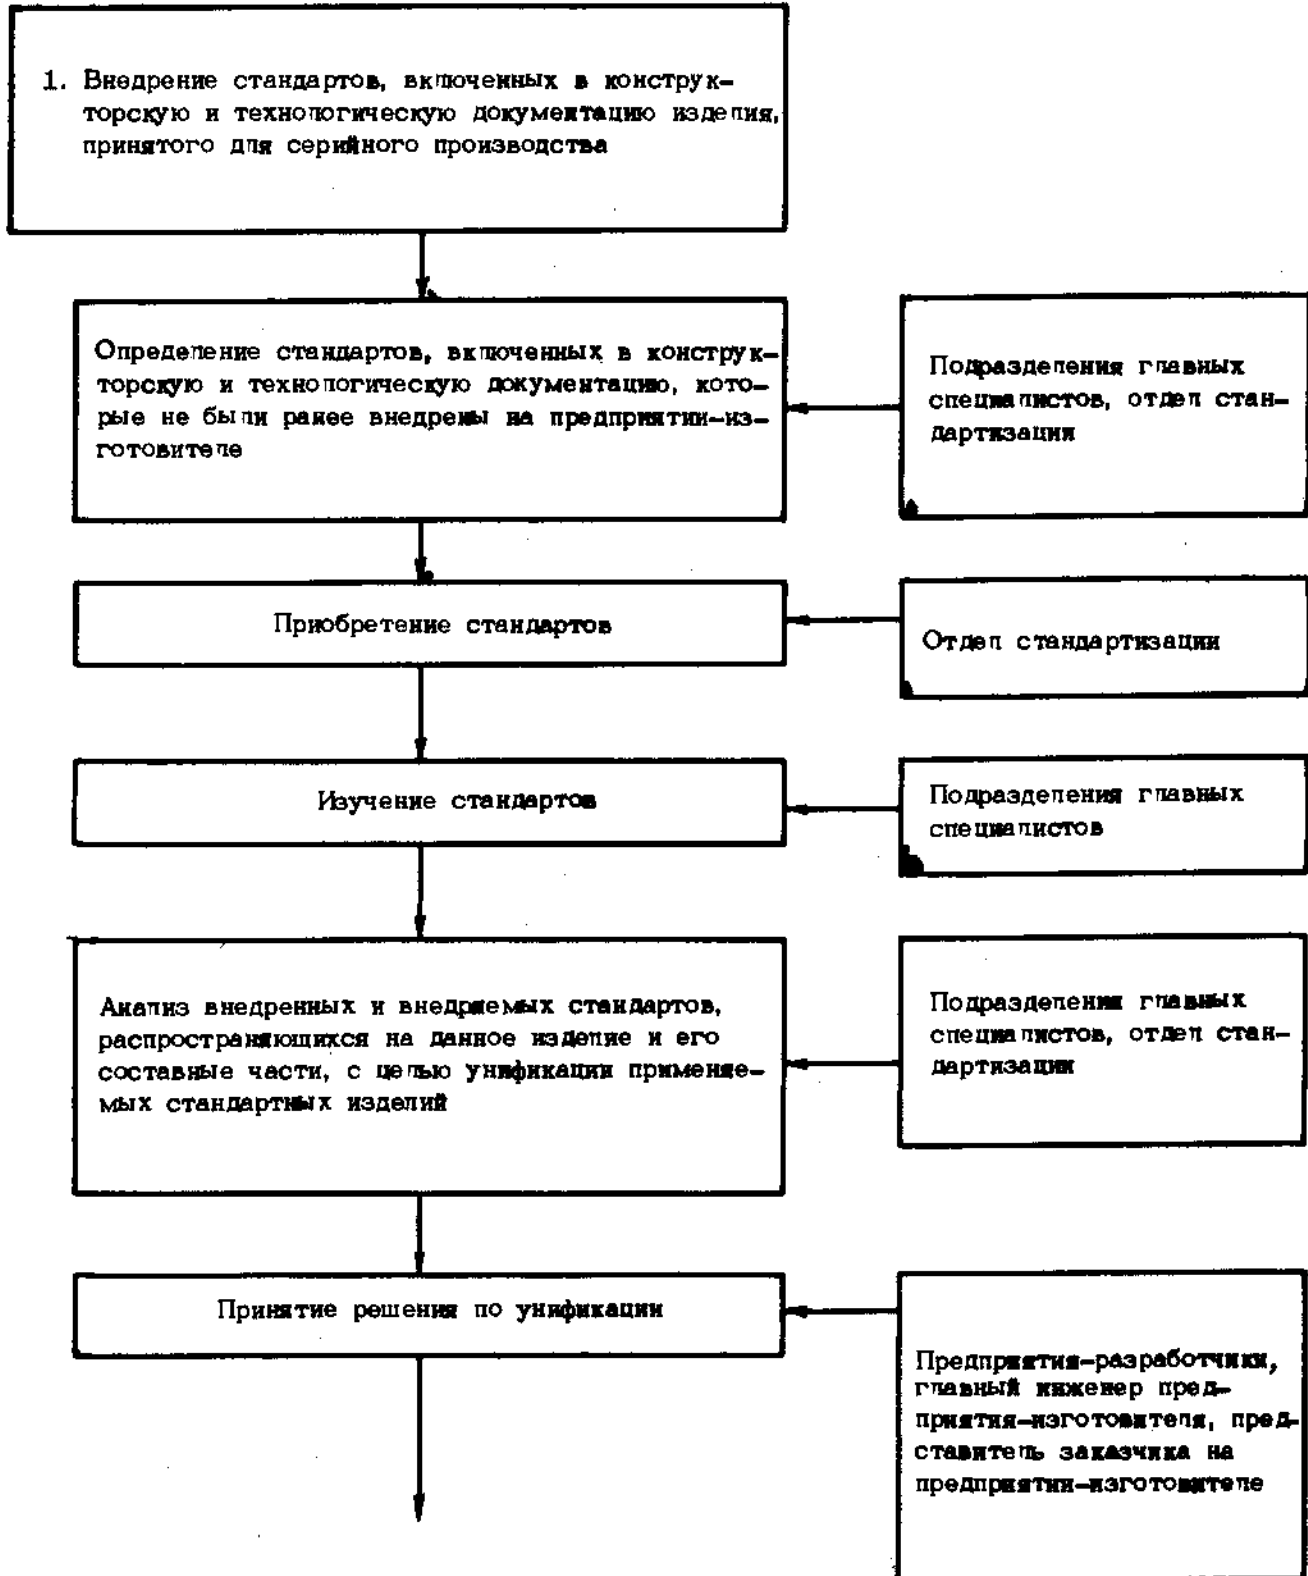 1. Внедрение стандартов, включенных в конструк-
торскую и технологическую документацию изделия,
принятого для серийного производства
Определение стандартов, включенных в конструк-
торскую и технологическую документацию, кото-
рые не были ранее внедрены на предприятии-из-
готовителе
Подразделения главных
специалистов, отдел стан-
дартизации
Приобретение стандартов
Отдел стандартизации
Изучение стандартов
Подразделения главных
специалистов
Анализ внедренных и внедряемых стандартов,
распространяющихся на данное изделие и его
составные части, с целью унификации применяе-
мых стандартных изделий
Подразделения главных
специалистов, отдел стан-
дартизации
Принятие решения по унификации
Предприятия-разработчики,
главный инженер пред-
приятия-изготовителя, пред-
ставитель заказчика на
предприятии-изготовителе